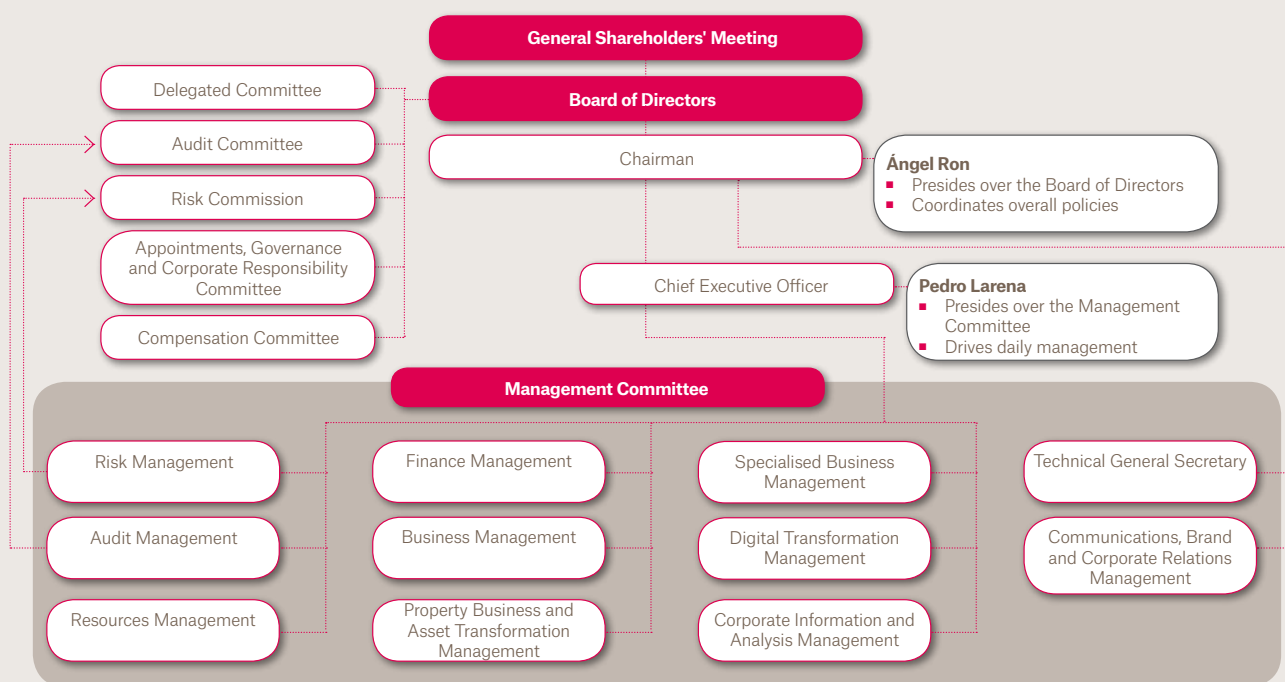 General Shareholders' Meeting
Board of Directors
Delegated Committee
Audit Committee
Risk Commission
Appointments, Governance
and Corporate Responsibility
Committee
Compensation Committee
Chairman
Ángel Ron
Presides over the Board of Directors
Coordinates overall policies
Chief Executive Officer
Pedro Larena
Presides over the Management
Committee
Drives daily management
Management Committee
Risk Management
Audit Management
Resources Management
Finance Management
Business Management
Property Business and
Asset Transformation
Management
Specialised Business
Management
Digital Transformation
Management
Corporate Information and
Analysis Management
Technical General Secretary
Communications, Brand
and Corporate Relations
Management